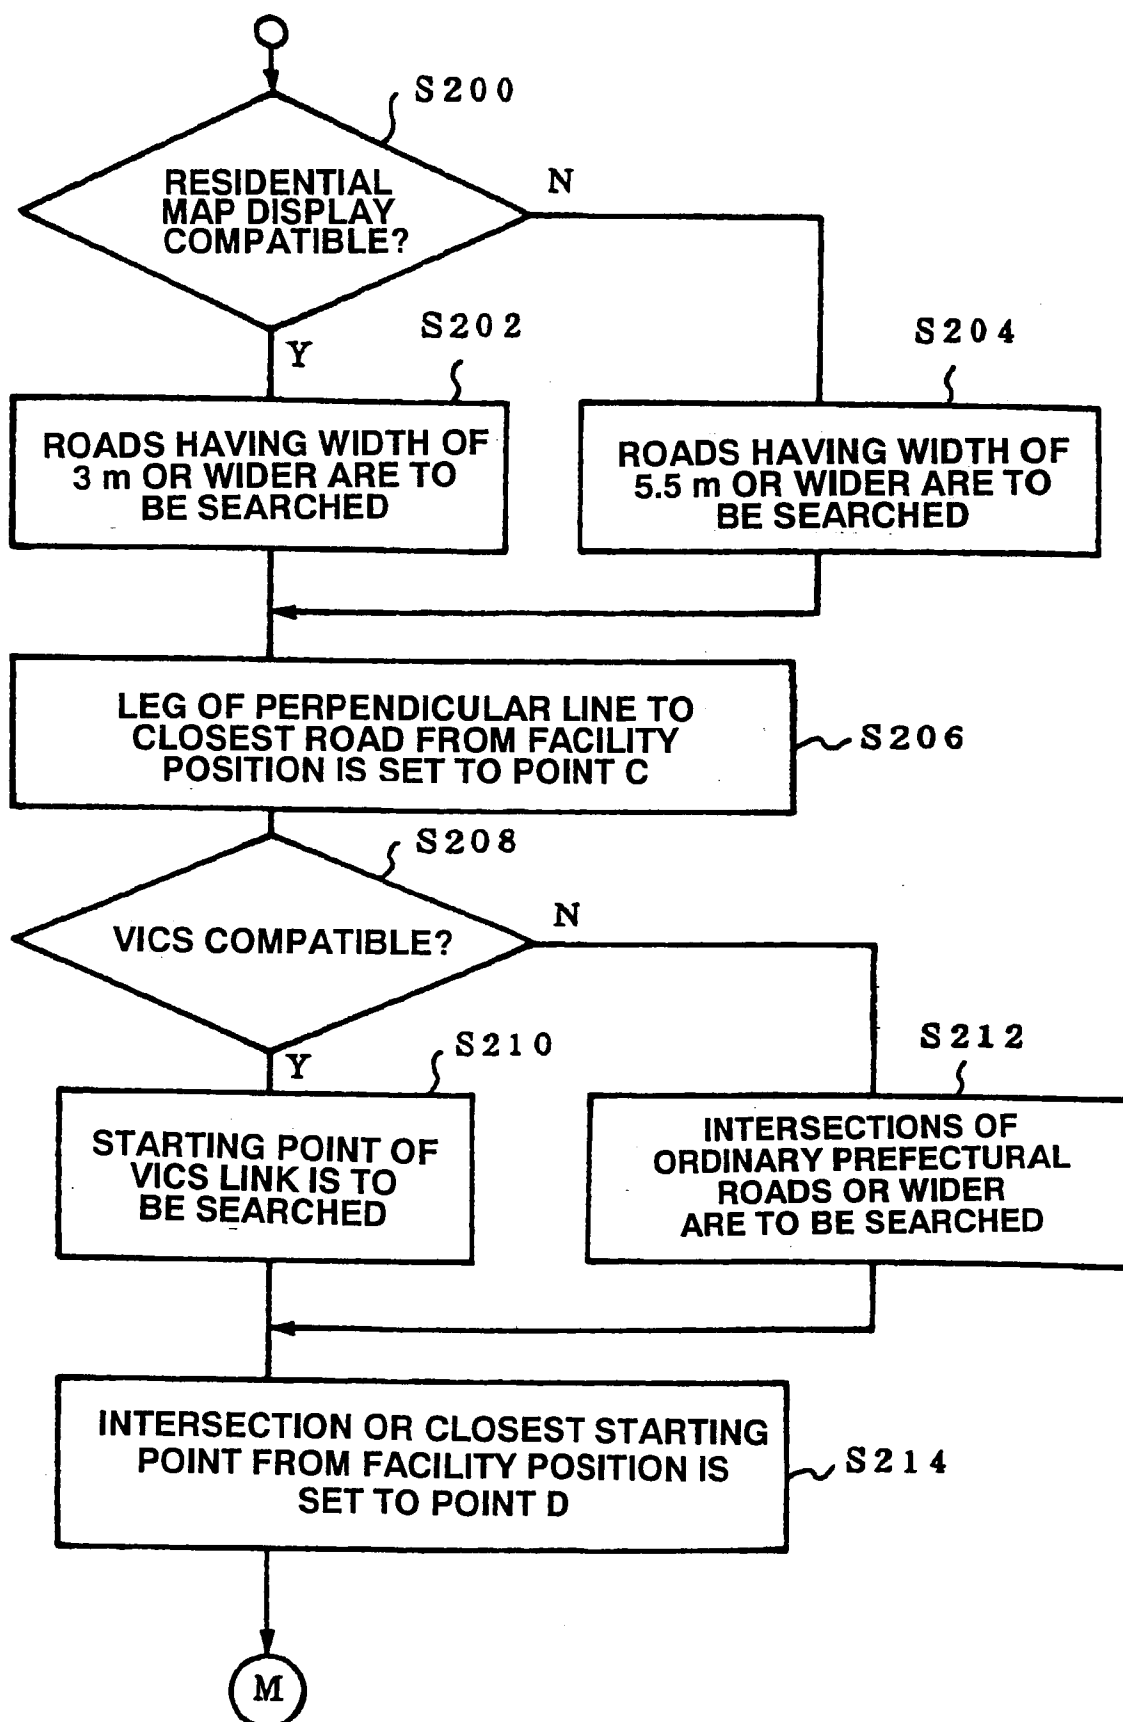 S200
RESIDENTIAL
MAP DISPLAY
COMPATIBLE?
N
Y
S202
S204
ROADS HAVING WIDTH OF
3 m OR WIDER ARE TO
BE SEARCHED
ROADS HAVING WIDTH OF
5.5 m OR WIDER ARE TO
BE SEARCHED
LEG OF PERPENDICULAR LINE TO
CLOSEST ROAD FROM FACILITY
POSITION IS SET TO POINT C
S206
S208
VICS COMPATIBLE?
N
Y
S210
S212
STARTING POINT OF
VICS LINK IS TO
BE SEARCHED
INTERSECTIONS OF
ORDINARY PREFECTURAL
ROADS OR WIDER
ARE TO BE SEARCHED
INTERSECTION OR CLOSEST STARTING
POINT FROM FACILITY POSITION IS
SET TO POINT D
S214
M